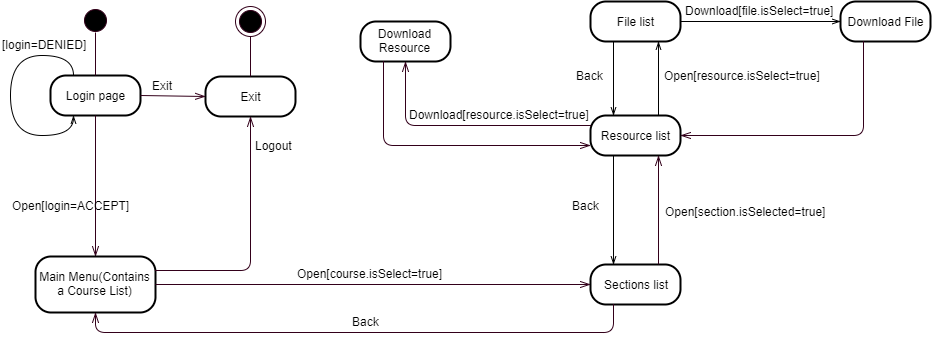 Download[file.isSelect=true]
File list
Download File
Download
Resource
[login=DENIED]
Back
Open[resource.isSelect=true]
Exit
Login page
Exit
Download[resource.isSelect=true]
Resource list
Logout
Open[login=ACCEPT]
Back
Open[section.isSelected=true]
Main Menu(Contains
a Course List)
Open[course.isSelect=true]
Sections list
Back